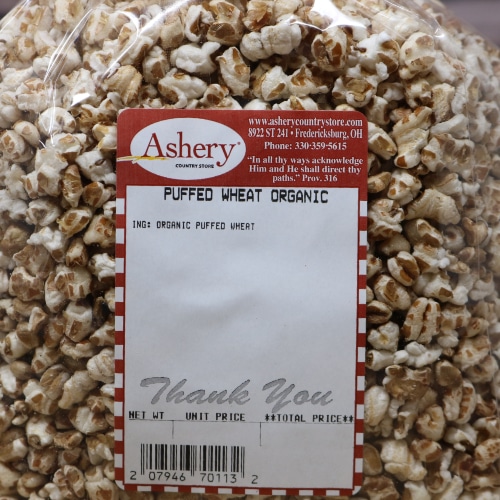 Ashery®
COUNTRY STORE
www.asherycountrystore.com
8922 ST 241 • Fredericksburg, OH
Phone: 330-359-5615
"In all thy ways acknowledge
Him and He shall direct thy
paths." Prov. 316
PUFFED WHEAT ORGANIC
ING: ORGANIC PUFFED WHEAT
Thank You
NET WT UNIT PRICE **TOTAL PRICE**
2 07946 70113 2